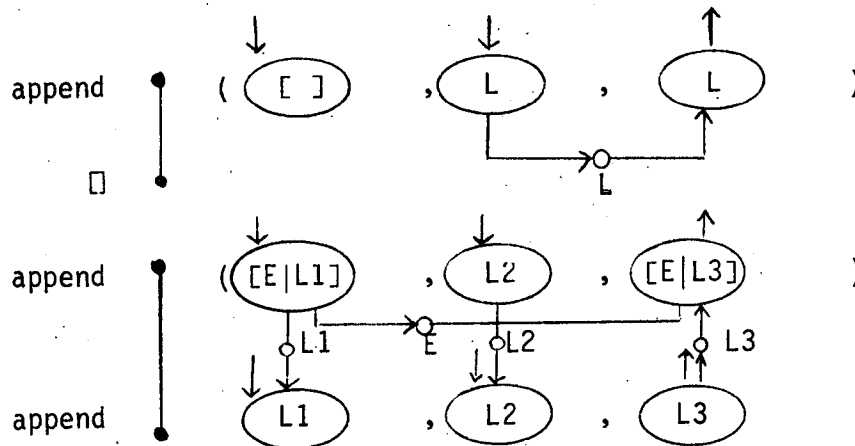 append ( [ ] , L , L )
L
[]
append ( [E|L1] , L2 , [E|L3] )
L1 E L2 L3
append L1 , L2 , L3